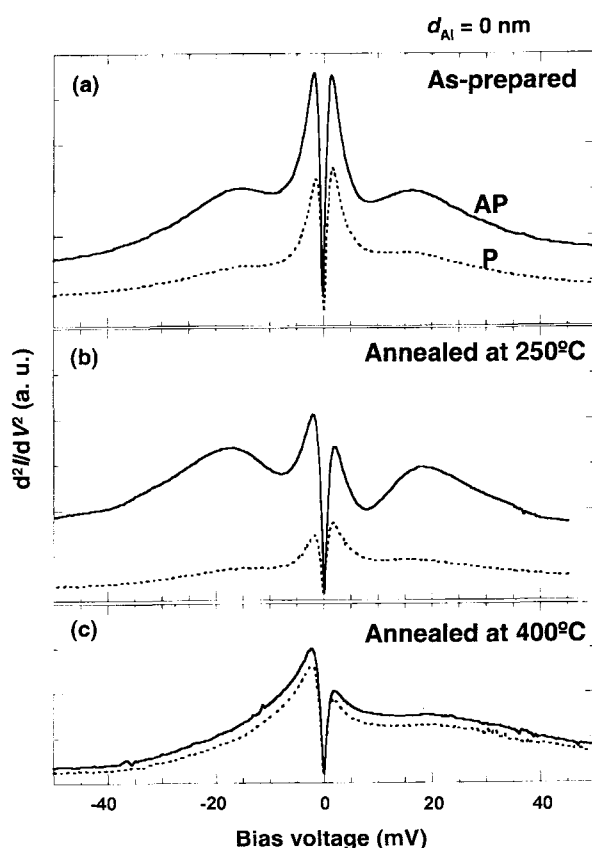 d_Al = 0 nm
(a)
As-prepared
AP
P
(b)
Annealed at 250ºC
(c)
Annealed at 400ºC
d²I/dV² (a. u.)
-40 -20 0 20 40
Bias voltage (mV)